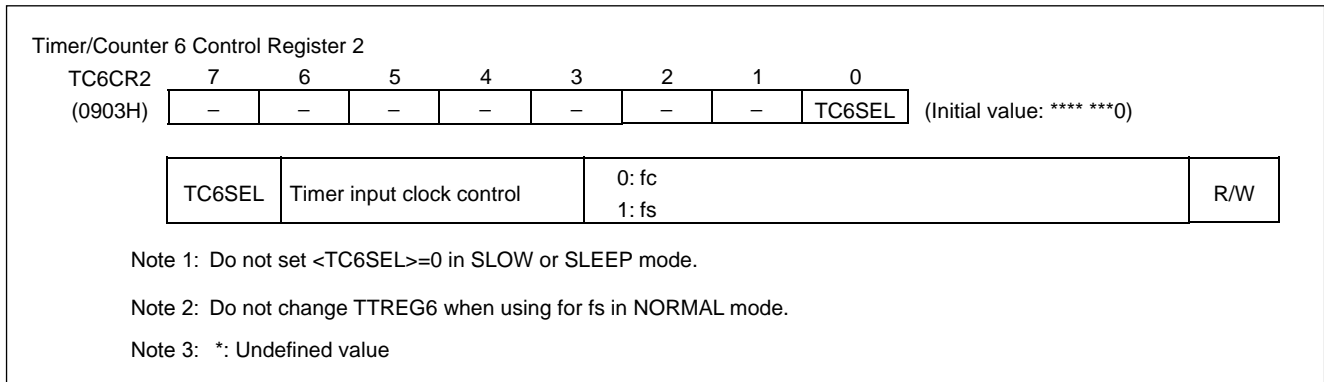 Timer/Counter 6 Control Register 2
TC6CR2 7 6 5 4 3 2 1 0
(0903H) – – – – – – – TC6SEL (Initial value: **** ***0)
TC6SEL Timer input clock control 0: fc R/W
1: fs
Note 1: Do not set <TC6SEL>=0 in SLOW or SLEEP mode.
Note 2: Do not change TTREG6 when using for fs in NORMAL mode.
Note 3: *: Undefined value